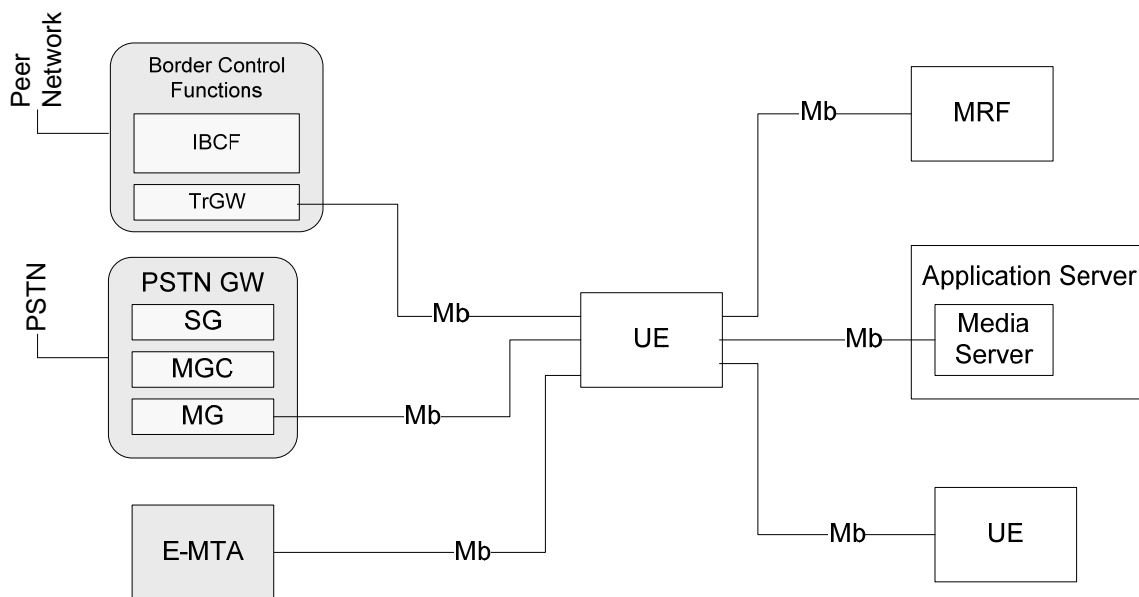 Peer
Network
Border Control
Functions
IBCF
TrGW
Mb
MRF
PSTN
PSTN GW
SG
MGC
MG
Mb
Mb
UE
Mb
Application Server
Media
Server
E-MTA
Mb
Mb
UE